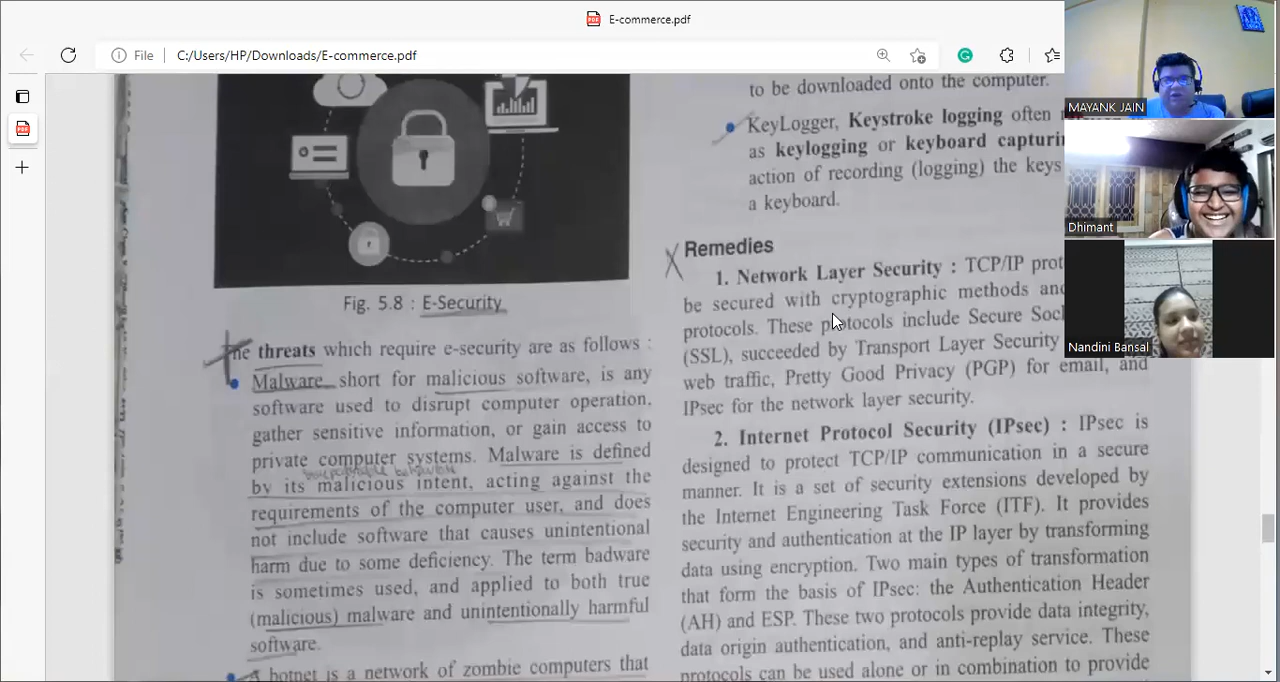 E-commerce.pdf
File
C:/Users/HP/Downloads/E-commerce.pdf
MAYANK JAIN
Dhimant
Nandini Bansal
Fig. 5.8 : E-Security
The threats which require e-security are as follows :
Malware short for malicious software, is any
software used to disrupt computer operation,
gather sensitive information, or gain access to
private computer systems. Malware is defined
by its malicious intent, acting against the
requirements of the computer user, and does
not include software that causes unintentional
harm due to some deficiency. The term badware
is sometimes used, and applied to both true
(malicious) malware and unintentionally harmful
software.
A botnet is a network of zombie computers that
to be downloaded onto the computer.
KeyLogger, Keystroke logging often
as keylogging or keyboard capturin
action of recording (logging) the keys
a keyboard.
Remedies
1. Network Layer Security : TCP/IP prot
be secured with cryptographic methods and
protocols. These protocols include Secure Soc
(SSL), succeeded by Transport Layer Security
web traffic, Pretty Good Privacy (PGP) for email, and
IPsec for the network layer security.
2. Internet Protocol Security (IPsec) : IPsec is
designed to protect TCP/IP communication in a secure
manner. It is a set of security extensions developed by
the Internet Engineering Task Force (ITF). It provides
security and authentication at the IP layer by transforming
data using encryption. Two main types of transformation
that form the basis of IPsec: the Authentication Header
(AH) and ESP. These two protocols provide data integrity,
data origin authentication, and anti-replay service. These
protocols can be used alone or in combination to provide